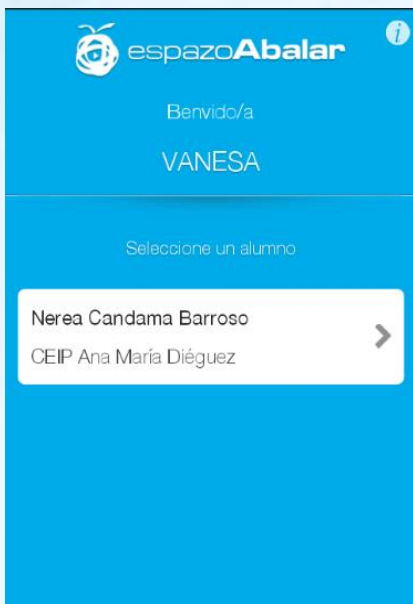 espazoAbalar
Benvido/a
VANESA
Seleccione un alumno
Nerea Candama Barroso
CEIP Ana María Diéguez